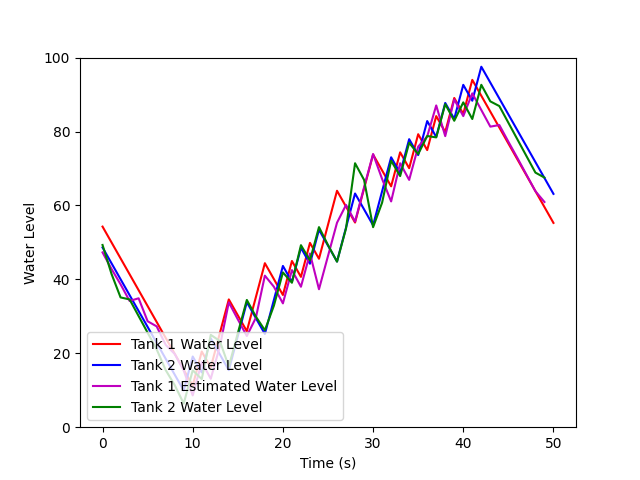 100
80
60
40
20
0
Water Level
Tank 1 Water Level
Tank 2 Water Level
Tank 1 Estimated Water Level
Tank 2 Water Level
0 10 20 30 40 50
Time (s)